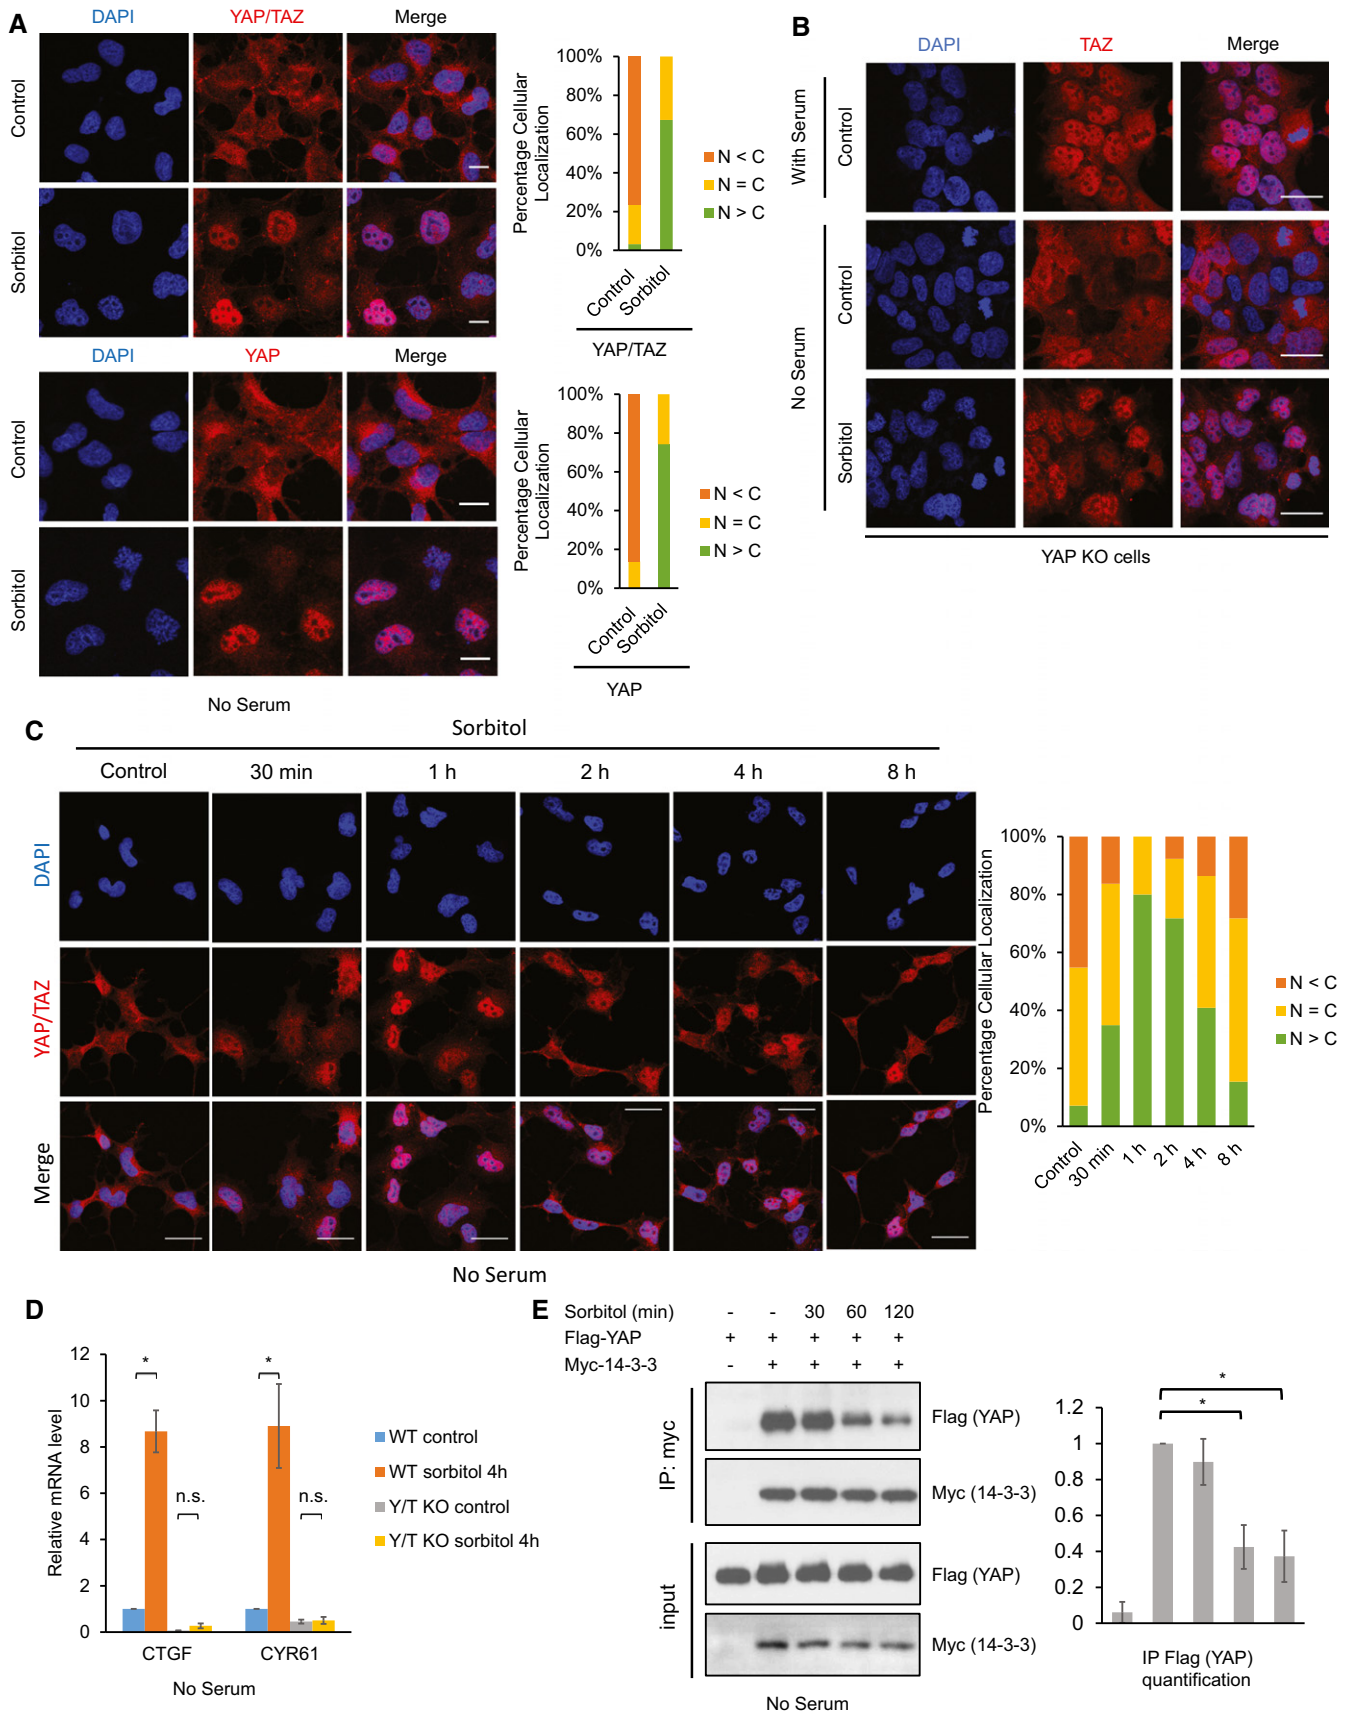 A
DAPI YAP/TAZ Merge
Control
Sorbitol
DAPI YAP Merge
Control
Sorbitol
No Serum
Percentage Cellular
Localization
100%
80%
60%
40%
20%
0%
N < C
N = C
N > C
Control
Sorbitol
YAP/TAZ
Percentage Cellular
Localization
100%
80%
60%
40%
20%
0%
N < C
N = C
N > C
Control
Sorbitol
YAP
B
DAPI TAZ Merge
With Serum
Control
No Serum
Control
Sorbitol
YAP KO cells
C
Sorbitol
Control 30 min 1 h 2 h 4 h 8 h
DAPI
YAP/TAZ
Merge
No Serum
Percentage Cellular Localization
100%
80%
60%
40%
20%
0%
N < C
N = C
N > C
Control 30 min 1 h 2 h 4 h 8 h
D
Relative mRNA level
12
10
8
6
4
2
0
* *
n.s. n.s.
WT control
WT sorbitol 4h
Y/T KO control
Y/T KO sorbitol 4h
CTGF CYR61
No Serum
E
Sorbitol (min) - - 30 60 120
Flag-YAP + + + + +
Myc-14-3-3 - + + + +
IP: myc
Flag (YAP)
Myc (14-3-3)
input
Flag (YAP)
Myc (14-3-3)
No Serum
1.2
1
0.8
0.6
0.4
0.2
0
*
*
IP Flag (YAP)
quantification